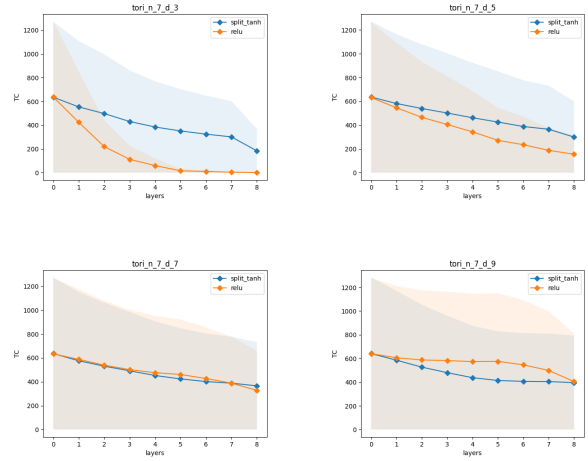 tori_n_7_d_3
split_tanh
relu
1200
1000
800
600
400
200
0
TC
0 1 2 3 4 5 6 7 8
layers
tori_n_7_d_5
split_tanh
relu
1200
1000
800
600
400
200
0
TC
0 1 2 3 4 5 6 7 8
layers
tori_n_7_d_7
split_tanh
relu
1200
1000
800
600
400
200
0
TC
0 1 2 3 4 5 6 7 8
layers
tori_n_7_d_9
split_tanh
relu
1200
1000
800
600
400
200
0
TC
0 1 2 3 4 5 6 7 8
layers